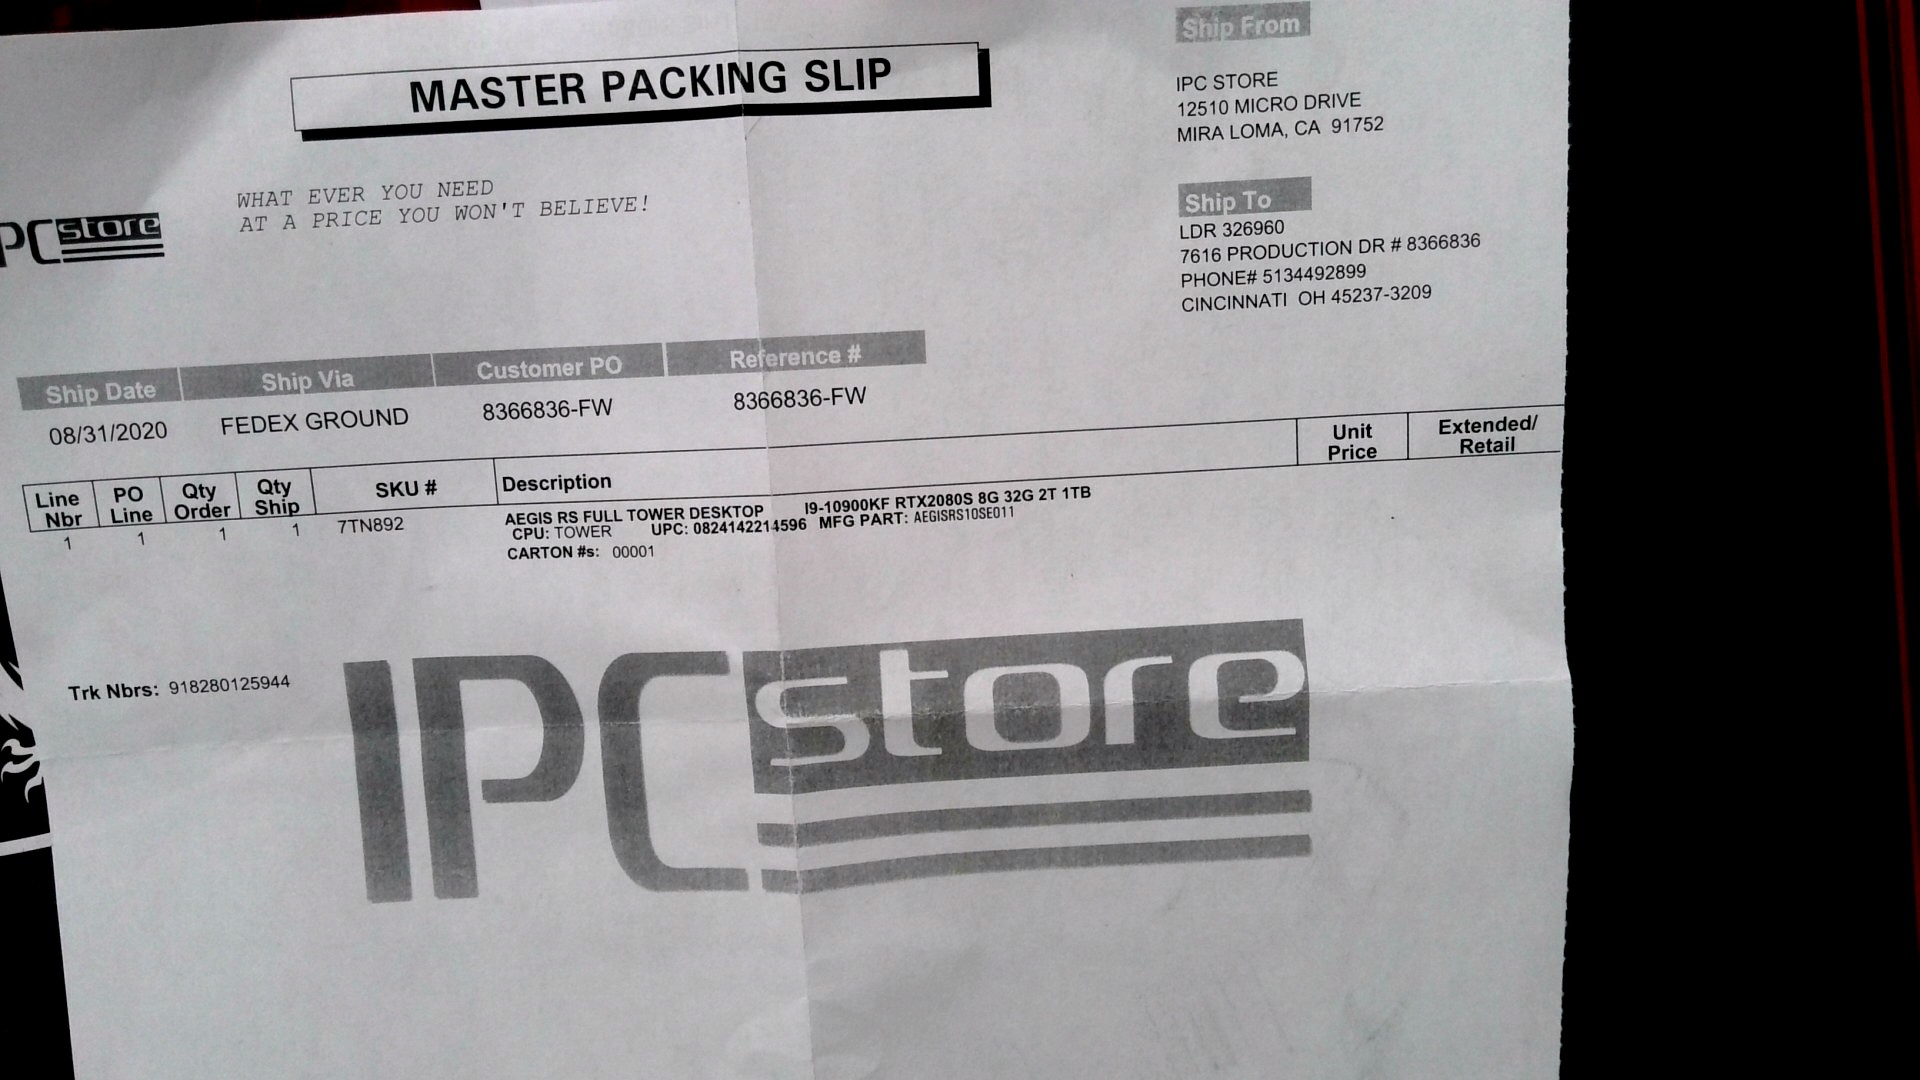 MASTER PACKING SLIP
WHAT EVER YOU NEED
AT A PRICE YOU WON'T BELIEVE!
PC store
Ship From
IPC STORE
12510 MICRO DRIVE
MIRA LOMA, CA 91752
Ship To
LDR 326960
7616 PRODUCTION DR # 8366836
PHONE# 5134492899
CINCINNATI OH 45237-3209
Ship Date Ship Via Customer PO Reference #
08/31/2020 FEDEX GROUND 8366836-FW 8366836-FW
Line Nbr PO Line Qty Order Qty Ship SKU # Description Unit Price Extended/ Retail
1 1 1 1 7TN892 AEGIS RS FULL TOWER DESKTOP I9-10900KF RTX2080S 8G 32G 2T 1TB
CPU: TOWER UPC: 0824142214596 MFG PART: AEGISRS10SE011
CARTON #s: 00001
Trk Nbrs: 918280125944
IPC store